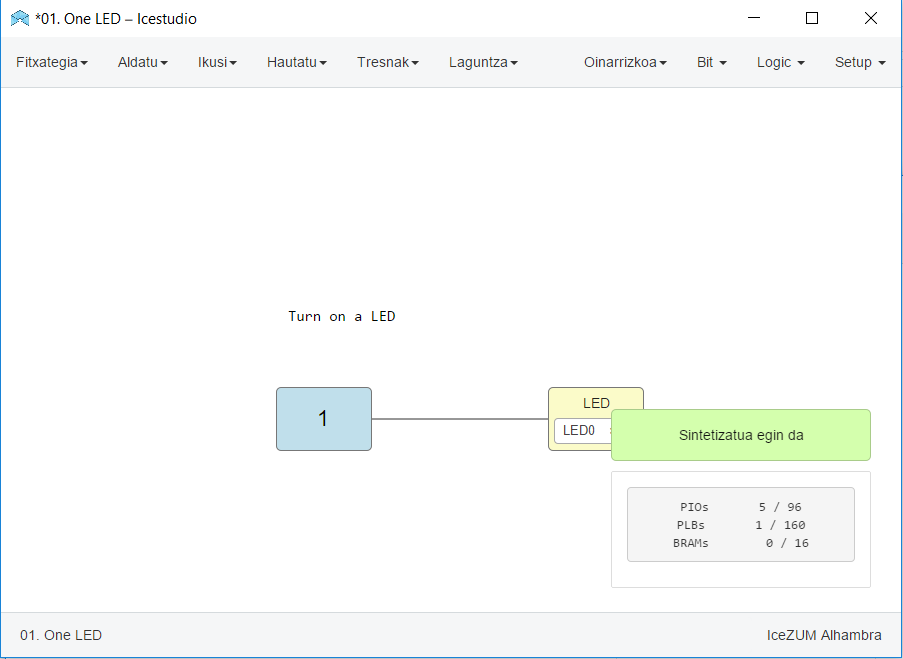 *01. One LED – Icestudio
Fitxategia Aldatu Ikusi Hautatu Tresnak Laguntza Oinarrizkoa Bit Logic Setup
Turn on a LED
1
LED
LED0
Sintetizatua egin da
PIOs 5 / 96
PLBs 1 / 160
BRAMs 0 / 16
01. One LED IceZUM Alhambra